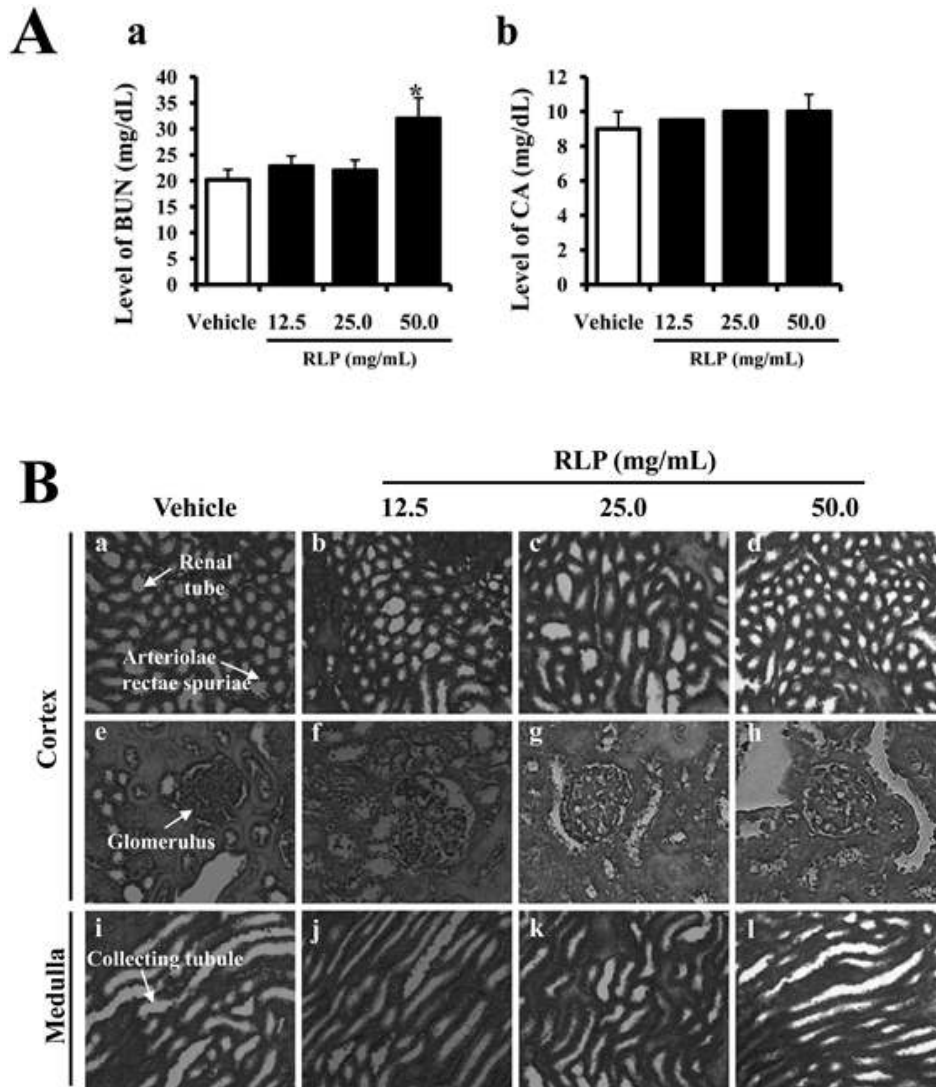 A
a
b
Level of BUN (mg/dL)
40
35
30
25
20
15
10
5
0
*
Vehicle 12.5 25.0 50.0
RLP (mg/mL)
Level of CA (mg/dL)
12
10
8
6
4
2
0
Vehicle 12.5 25.0 50.0
RLP (mg/mL)
B
RLP (mg/mL)
Vehicle 12.5 25.0 50.0
Cortex
a
Renal
tube
Arteriolae
rectae spuriae
b
c
d
e
Glomerulus
f
g
h
Medulla
i
Collecting tubule
j
k
l